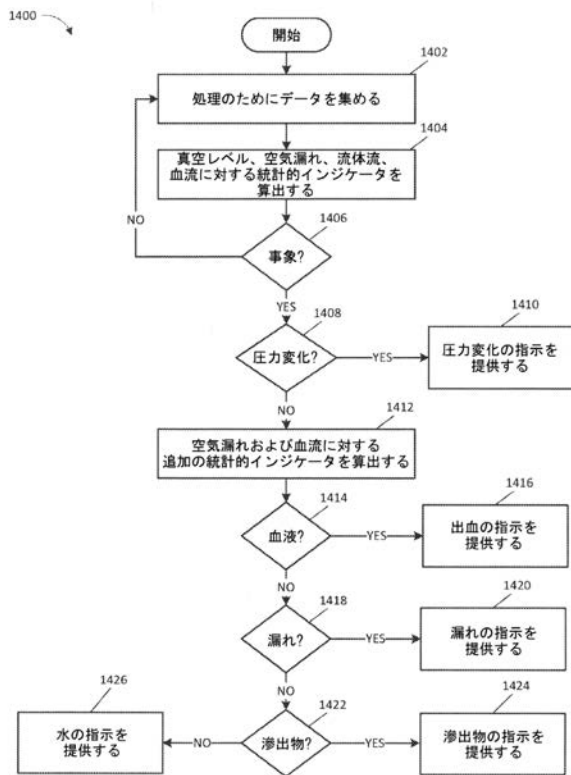 1400
開始
1402
処理のためにデータを集める
1404
真空レベル、空気漏れ、流体流、
血流に対する統計的インジケータを
算出する
1406
NO
事象?
YES
1408
1410
圧力変化?
YES
圧力変化の指示を
提供する
NO
1412
空気漏れおよび血流に対する
追加の統計的インジケータを算出する
1414
1416
血液?
YES
出血の指示を
提供する
NO
1418
1420
漏れ?
YES
漏れの指示を
提供する
NO
1426
1422
1424
水の指示を
提供する
NO
滲出物?
YES
滲出物の指示を
提供する